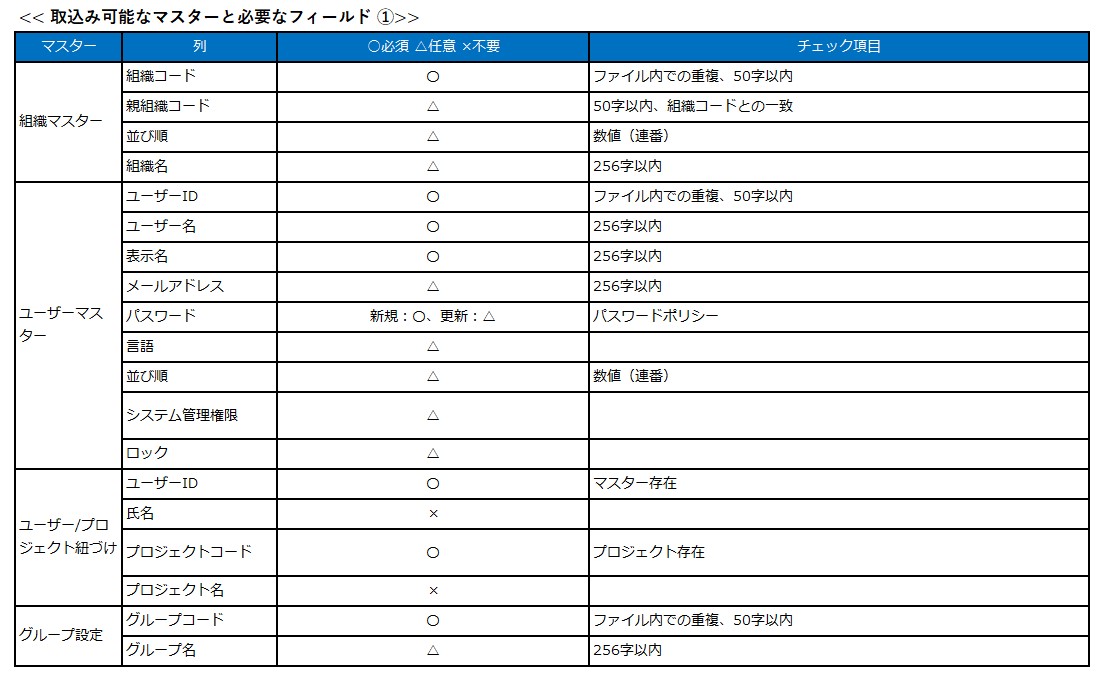 << 取込み可能なマスターと必要なフィールド ①>>
マスター 列 〇必須 △任意 ×不要 チェック項目
組織マスター
組織コード 〇 ファイル内での重複、50字以内
親組織コード △ 50字以内、組織コードとの一致
並び順 △ 数値（連番）
組織名 △ 256字以内
ユーザーマス
ター
ユーザーID 〇 ファイル内での重複、50字以内
ユーザー名 〇 256字以内
表示名 〇 256字以内
メールアドレス △ 256字以内
パスワード 新規：〇、更新：△ パスワードポリシー
言語 △
並び順 △ 数値（連番）
システム管理権限 △
ロック △
ユーザー/プロ
ジェクト紐づけ
ユーザーID 〇 マスター存在
氏名 ×
プロジェクトコード 〇 プロジェクト存在
プロジェクト名 ×
グループ設定
グループコード 〇 ファイル内での重複、50字以内
グループ名 △ 256字以内